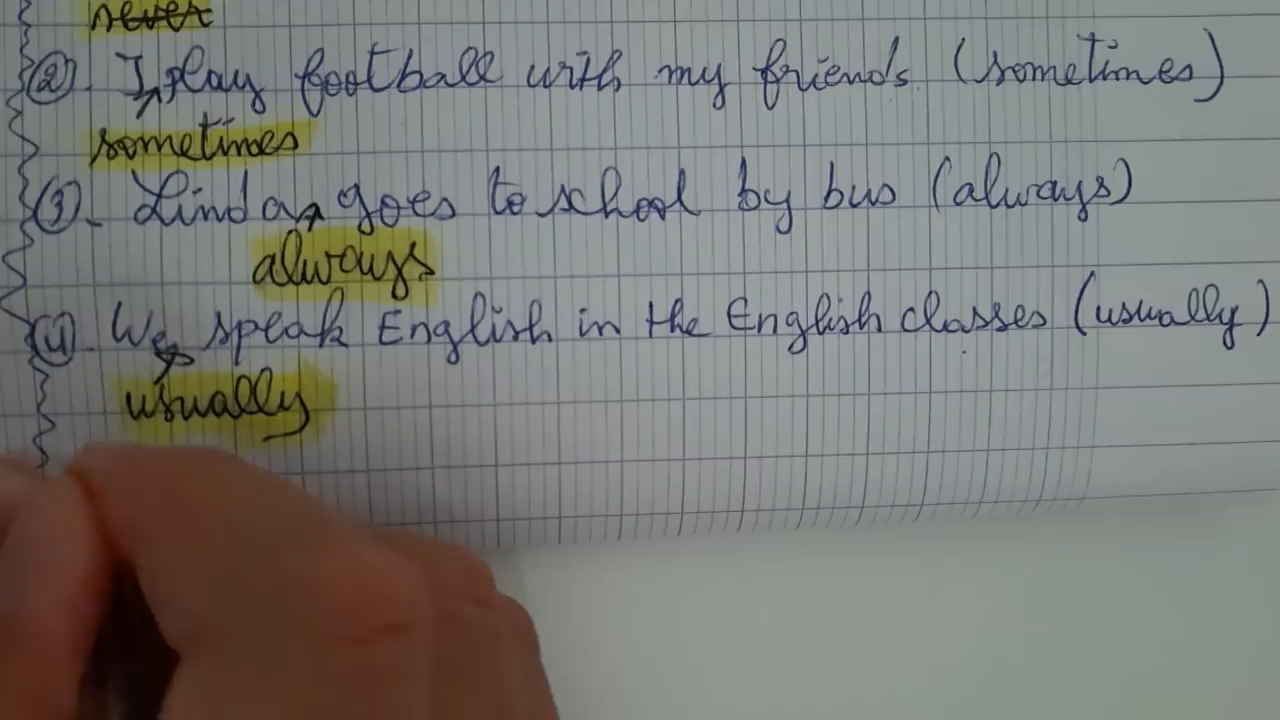 never
② I play football with my friends. (sometimes)
sometimes
③ - Linda goes to school by bus (always)
always
④ We speak English in the English classes (usually)
usually